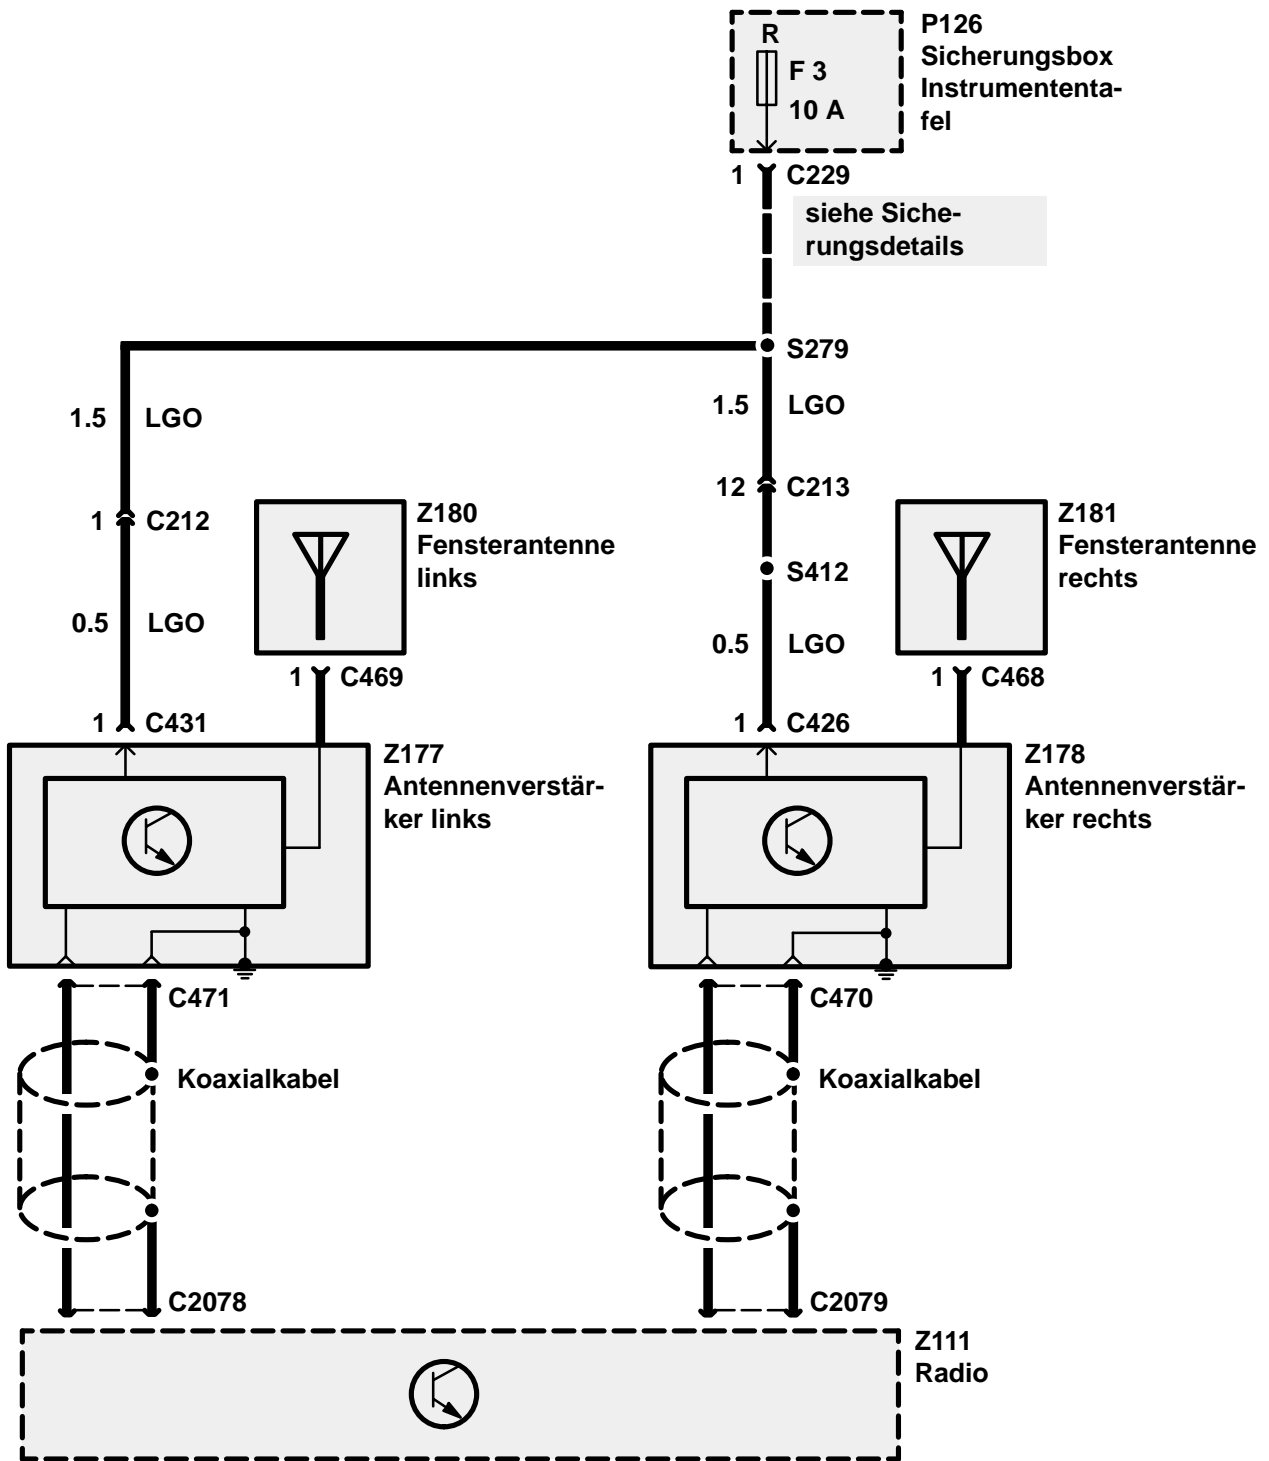 R
F 3
10 A
P126
Sicherungsbox
Instrumententa-
fel
1 C229
siehe Siche-
rungsdetails
S279
1.5 LGO
1.5 LGO
12 C213
1 C212
Z180
Fensterantenne
links
Z181
Fensterantenne
rechts
S412
0.5 LGO
0.5 LGO
1 C469
1 C468
1 C431
1 C426
Z177
Antennenverstär-
ker links
Z178
Antennenverstär-
ker rechts
C471
C470
Koaxialkabel
Koaxialkabel
C2078
C2079
Z111
Radio